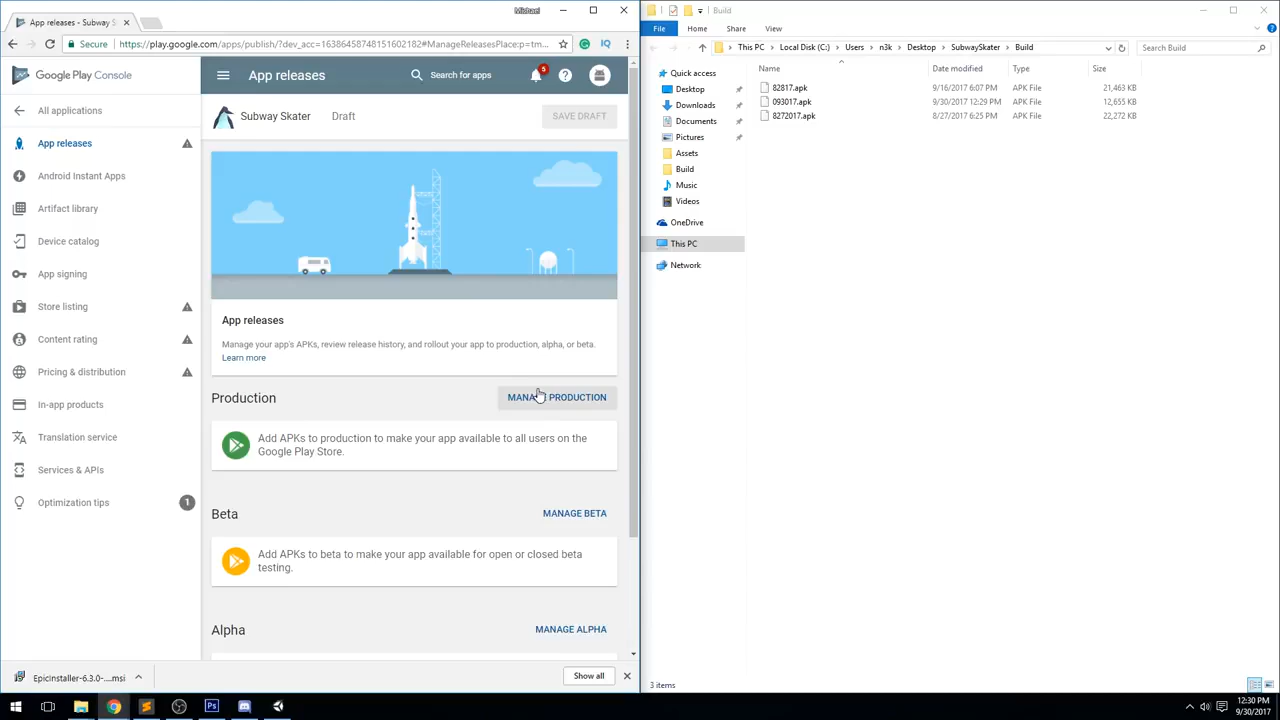 Michael
App releases - Subway S
Secure https://play.google.com/apps/publish/?dev_acc=16386458748151602182#ManageReleasesPlace:p=tm...
Google Play Console
App releases
Search for apps
5
All applications
Subway Skater Draft
SAVE DRAFT
App releases
Android Instant Apps
Artifact library
Device catalog
App signing
Store listing
Content rating
Pricing & distribution
In-app products
Translation service
Services & APIs
Optimization tips 1
App releases
Manage your app's APKs, review release history, and rollout your app to production, alpha, or beta.
Learn more
Production MANAGE PRODUCTION
Add APKs to production to make your app available to all users on the
Google Play Store.
Beta MANAGE BETA
Add APKs to beta to make your app available for open or closed beta
testing.
Alpha MANAGE ALPHA
EpicInstaller-6.3.0-....msi
Show all
Build
File Home Share View
This PC Local Disk (C:) Users n3k Desktop SubwaySkater Build
Search Build
Name Date modified Type Size
82817.apk 9/16/2017 6:07 PM APK File 21,463 KB
093017.apk 9/30/2017 12:29 PM APK File 12,655 KB
8272017.apk 8/27/2017 6:25 PM APK File 22,272 KB
Quick access
Desktop
Downloads
Documents
Pictures
Assets
Build
Music
Videos
OneDrive
This PC
Network
3 items
12:30 PM
9/30/2017